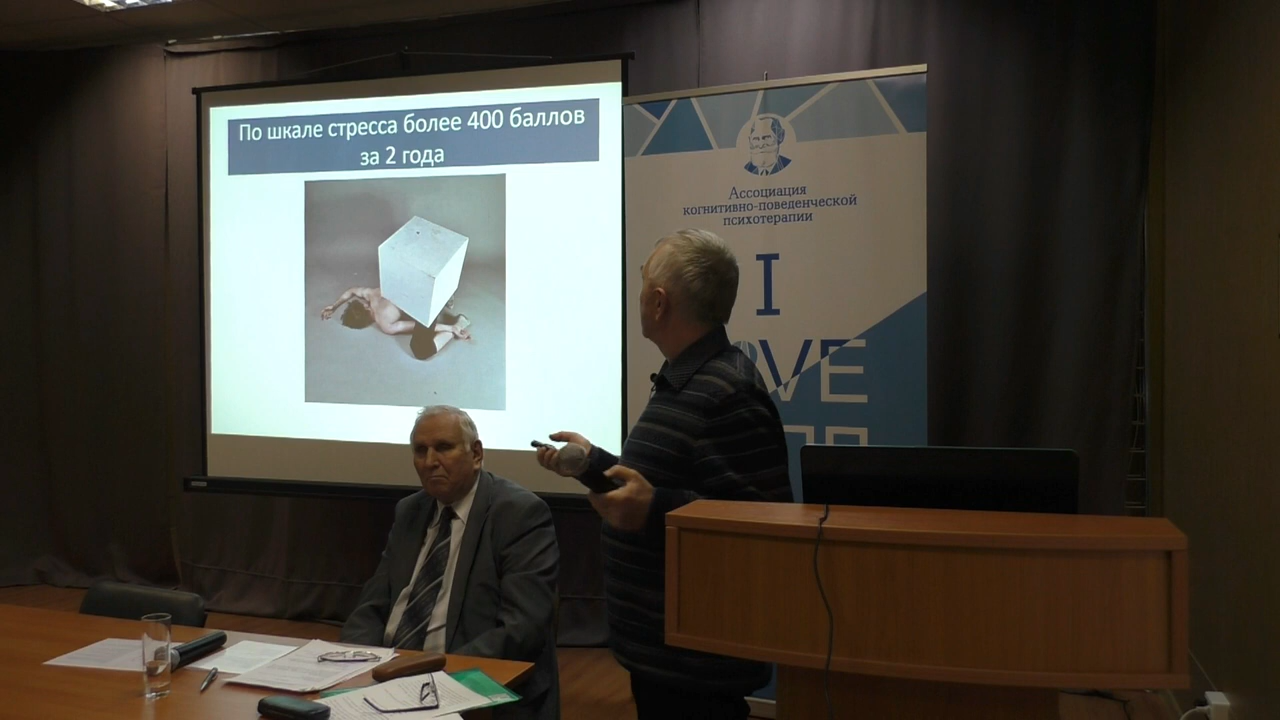 По шкале стресса более 400 баллов
за 2 года
Ассоциация
когнитивно-поведенческой
психотерапии
I
VE